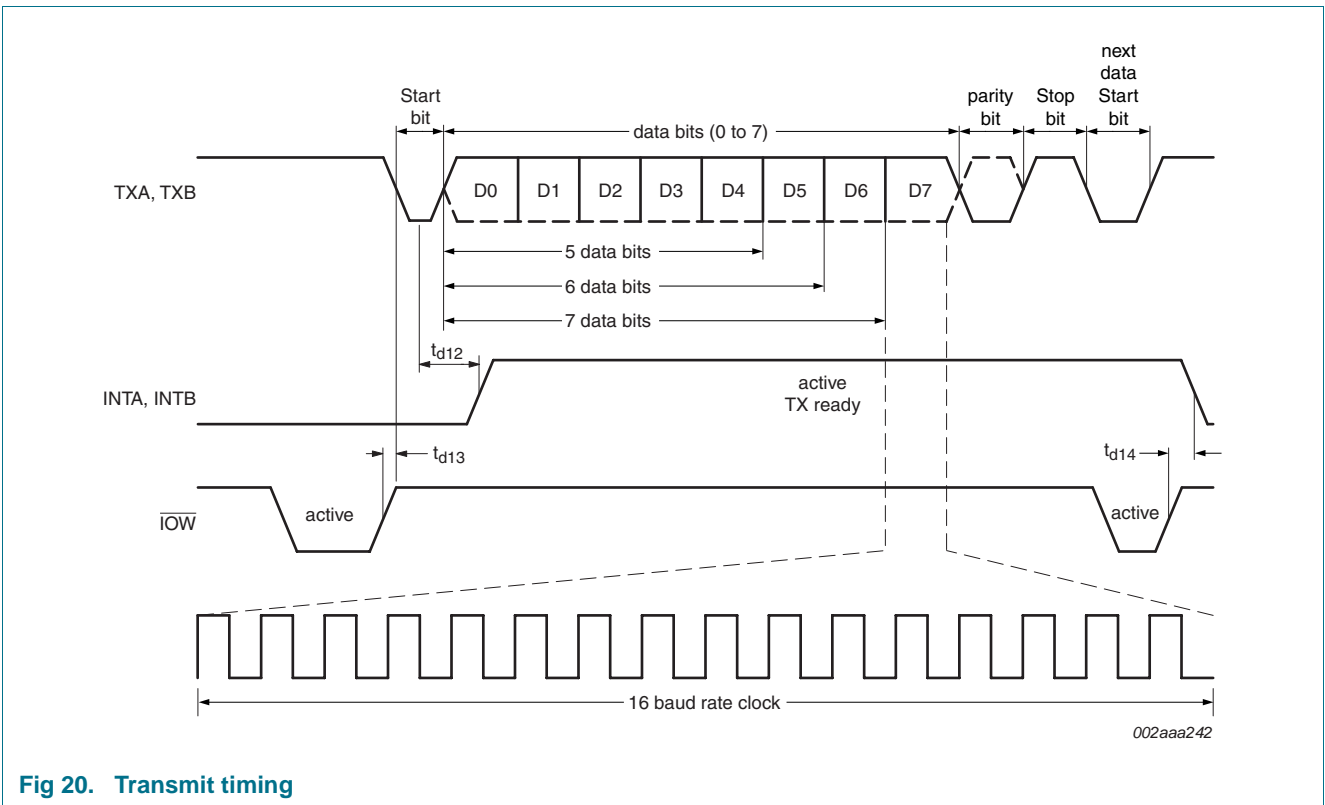 next
data
Start parity Stop Start
bit bit bit bit
data bits (0 to 7)
TXA, TXB
D0 D1 D2 D3 D4 D5 D6 D7
5 data bits
6 data bits
7 data bits
td12
active
TX ready
INTA, INTB
td13
td14
IOW
active
active
16 baud rate clock
002aaa242
Fig 20. Transmit timing